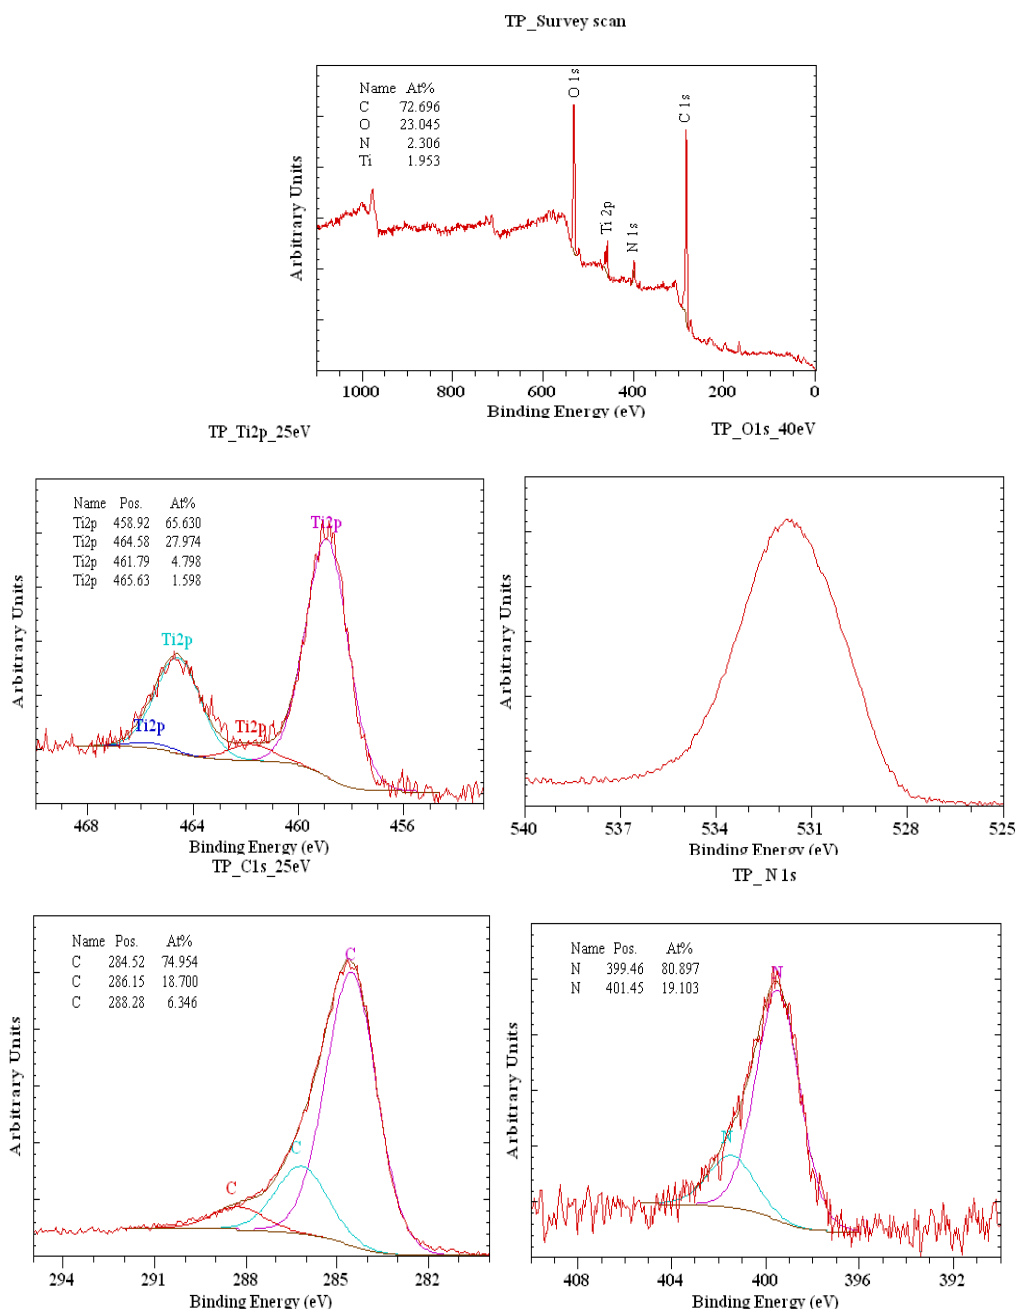 TP_Survey scan
Name At%
C 72.696
O 23.045
N 2.306
Ti 1.953
O 1s
C 1s
Ti 2p
N 1s
Arbitrary Units
1000 800 600 400 200 0
Binding Energy (eV)
TP_Ti2p_25eV
Name Pos. At%
Ti2p 458.92 65.630
Ti2p 464.58 27.974
Ti2p 461.79 4.798
Ti2p 465.63 1.598
Ti2p
Ti2p
Ti2p
Ti2p
Arbitrary Units
468 464 460 456
Binding Energy (eV)
TP_O1s_40eV
Arbitrary Units
540 537 534 531 528 525
Binding Energy (eV)
TP_C1s_25eV
Name Pos. At%
C 284.52 74.954
C 286.15 18.700
C 288.28 6.346
C
C
C
Arbitrary Units
294 291 288 285 282
Binding Energy (eV)
TP_N 1s
Name Pos. At%
N 399.46 80.897
N 401.45 19.103
N
N
Arbitrary Units
408 404 400 396 392
Binding Energy (eV)